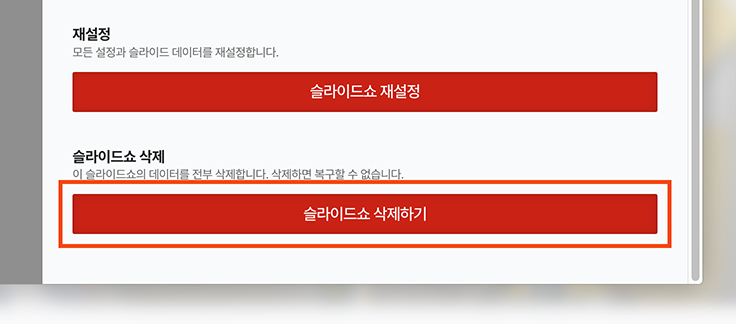 재설정
모든 설정과 슬라이드 데이터를 재설정합니다.
슬라이드쇼 재설정
슬라이드쇼 삭제
이 슬라이드쇼의 데이터를 전부 삭제합니다. 삭제하면 복구할 수 없습니다.
슬라이드쇼 삭제하기